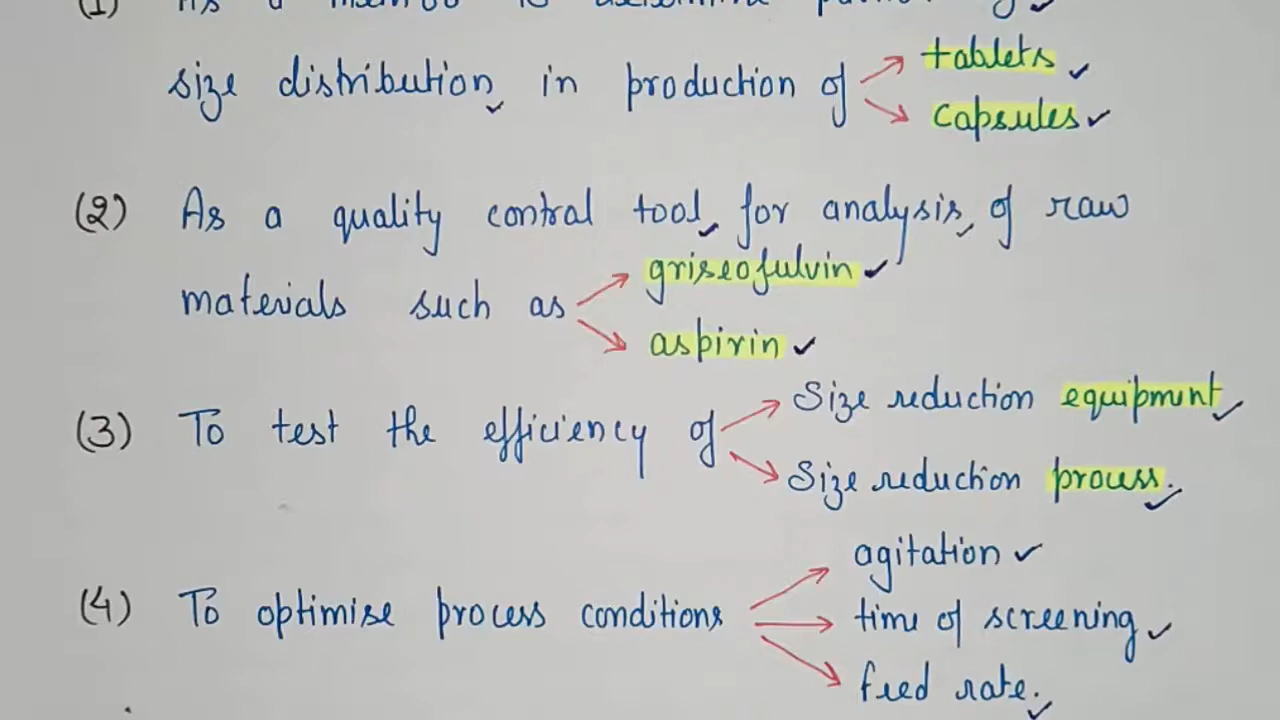 (1) As a
size distribution, in production of
tablets
capsules
(2) As a quality control tool, for analysis, of raw
materials such as
griseofulvin
aspirin
(3) To test the efficiency of
Size reduction equipment
Size reduction process.
(4) To optimise process conditions
agitation
time of screening
feed rate.